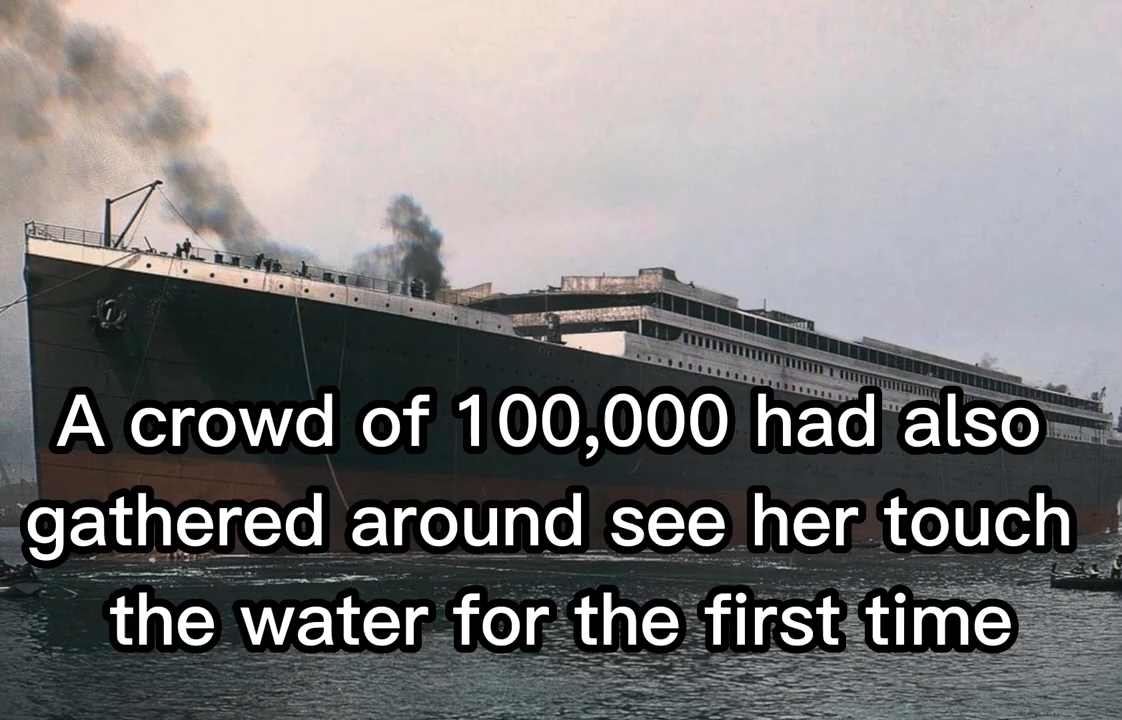 A crowd of 100,000 had also
gathered around see her touch
the water for the first time